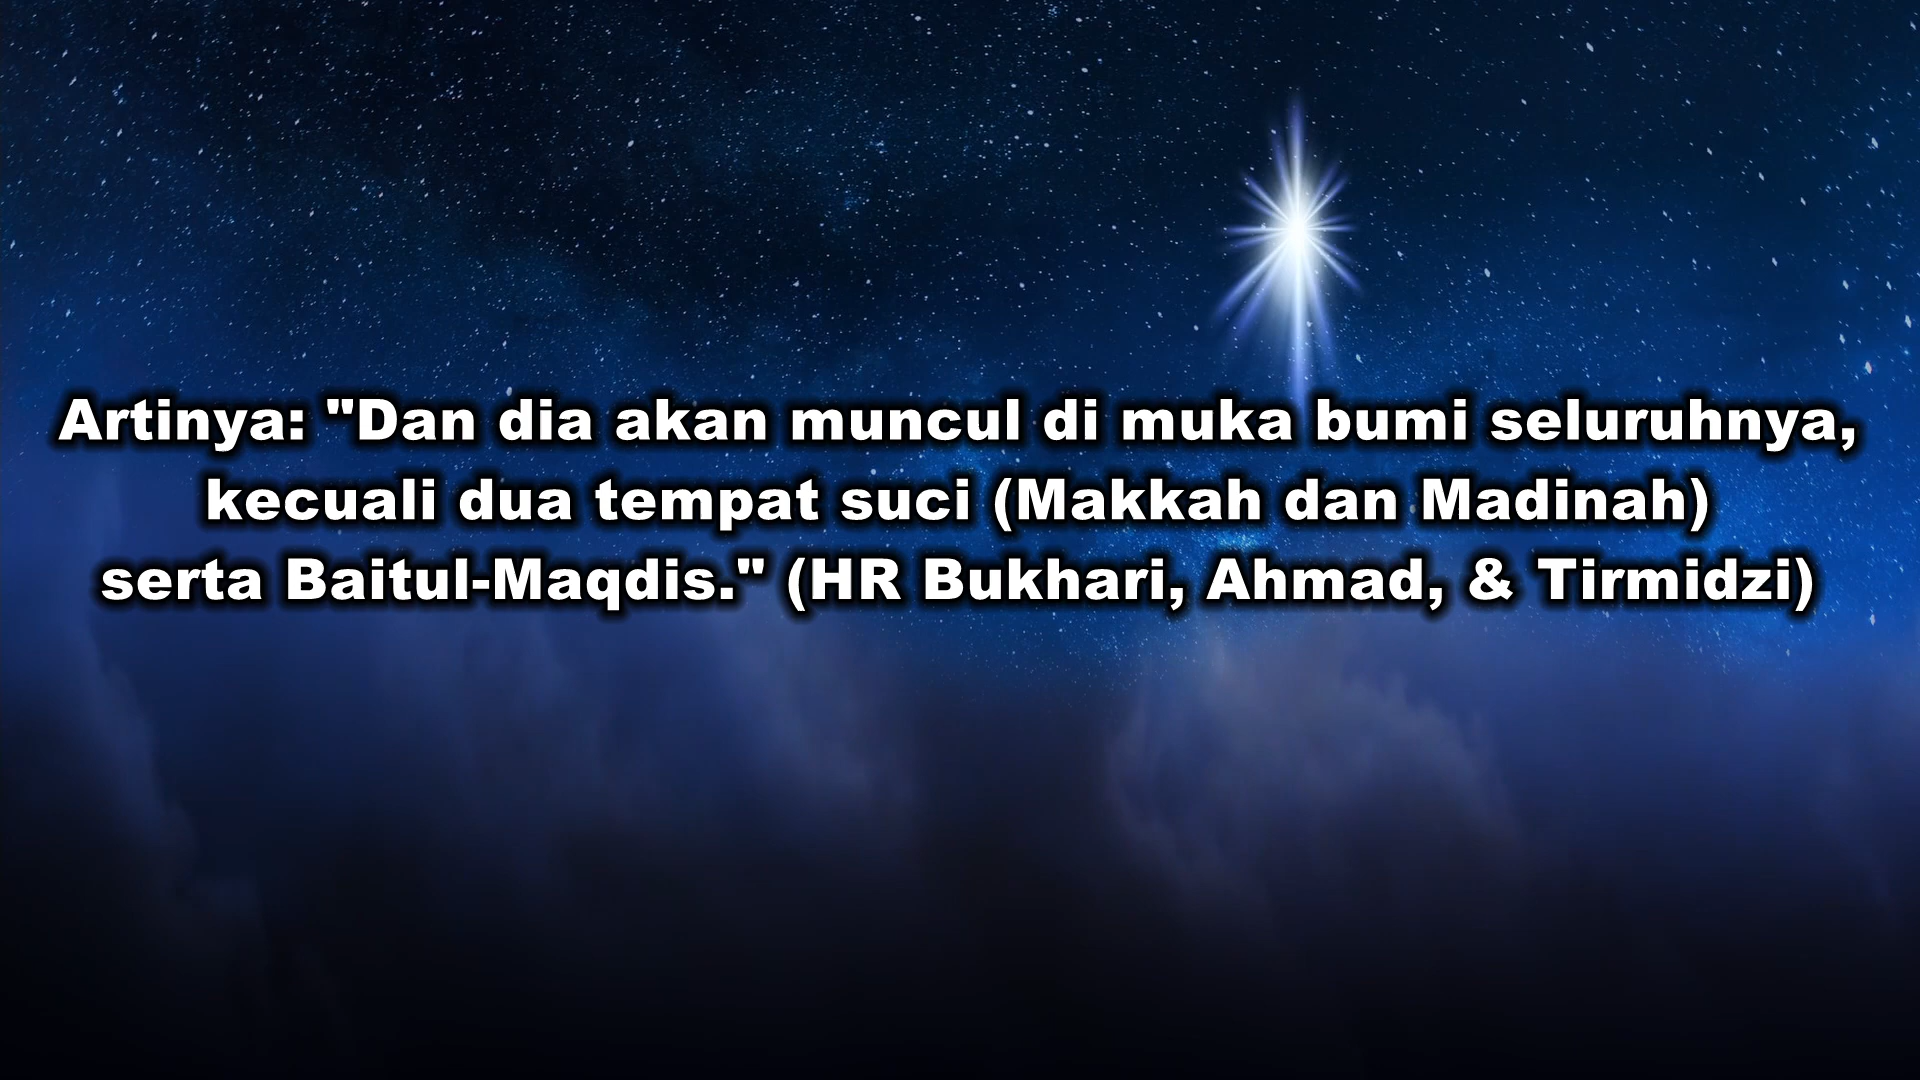 Artinya: "Dan dia akan muncul di muka bumi seluruhnya,
kecuali dua tempat suci (Makkah dan Madinah)
serta Baitul-Maqdis." (HR Bukhari, Ahmad, & Tirmidzi)